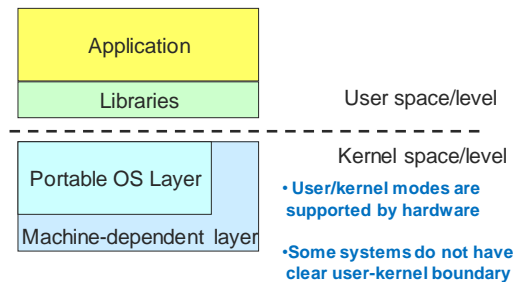 Application
Libraries
User space/level
Kernel space/level
Portable OS Layer
Machine-dependent layer
• User/kernel modes are
supported by hardware
•Some systems do not have
clear user-kernel boundary